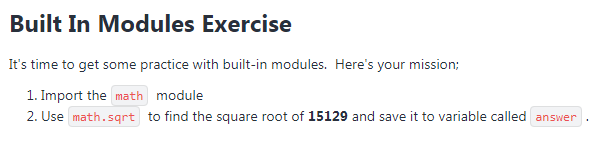 Built In Modules Exercise
It's time to get some practice with built-in modules. Here's your mission;
1. Import the math module
2. Use math.sqrt to find the square root of 15129 and save it to variable called answer .